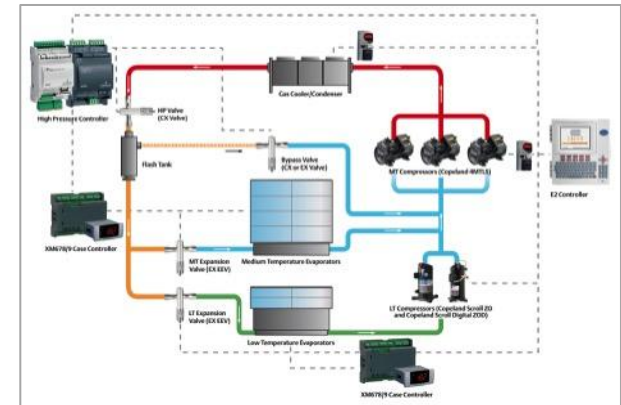 Gas Cooler/Condenser
HP Valve
(CX Valve)
High Pressure Controller
Flash Tank
Bypass Valve
(CX or EX Valve)
MT Compressors (Copeland 4MTLS)
E2 Controller
XM678/9 Case Controller
MT Expansion
Valve (EX EEV)
Medium Temperature Evaporators
LT Expansion
Valve (EX EEV)
LT Compressors (Copeland Scroll ZO
and Copeland Scroll Digital ZOD)
Low Temperature Evaporators
XM678/9 Case Controller